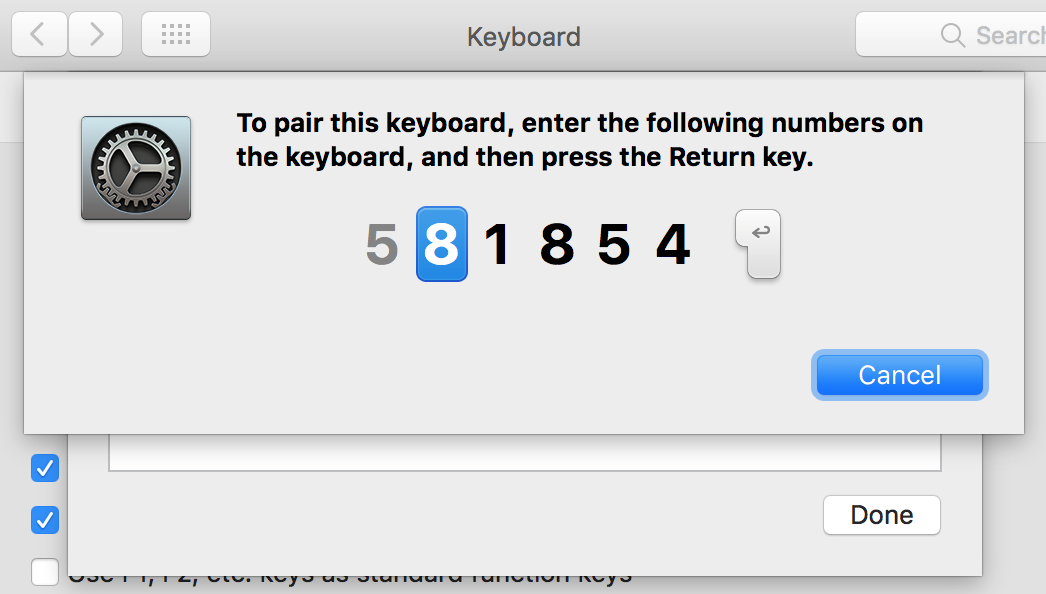 Keyboard
Search
To pair this keyboard, enter the following numbers on
the keyboard, and then press the Return key.
5 8 1 8 5 4
Cancel
Done
Use F1, F2, etc. keys as standard function keys